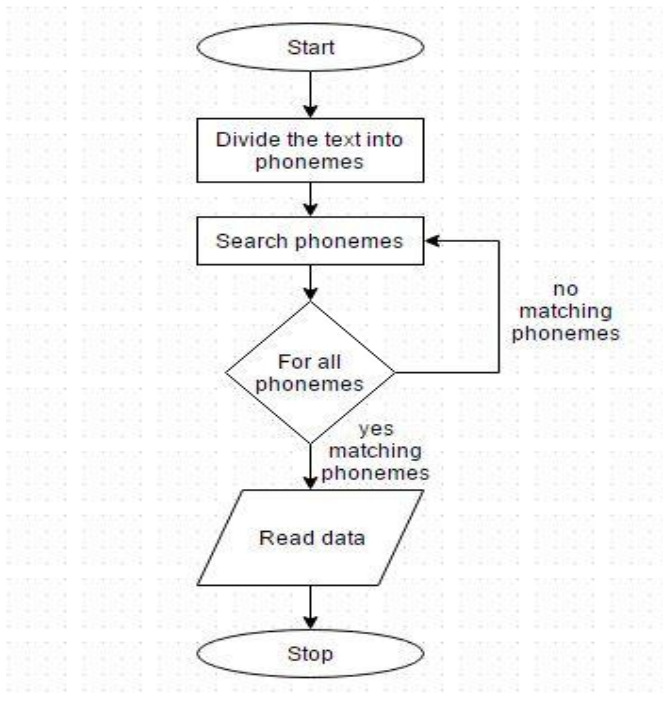 Start
Divide the text into
phonemes
Search phonemes
no
matching
phonemes
For all
phonemes
yes
matching
phonemes
Read data
Stop